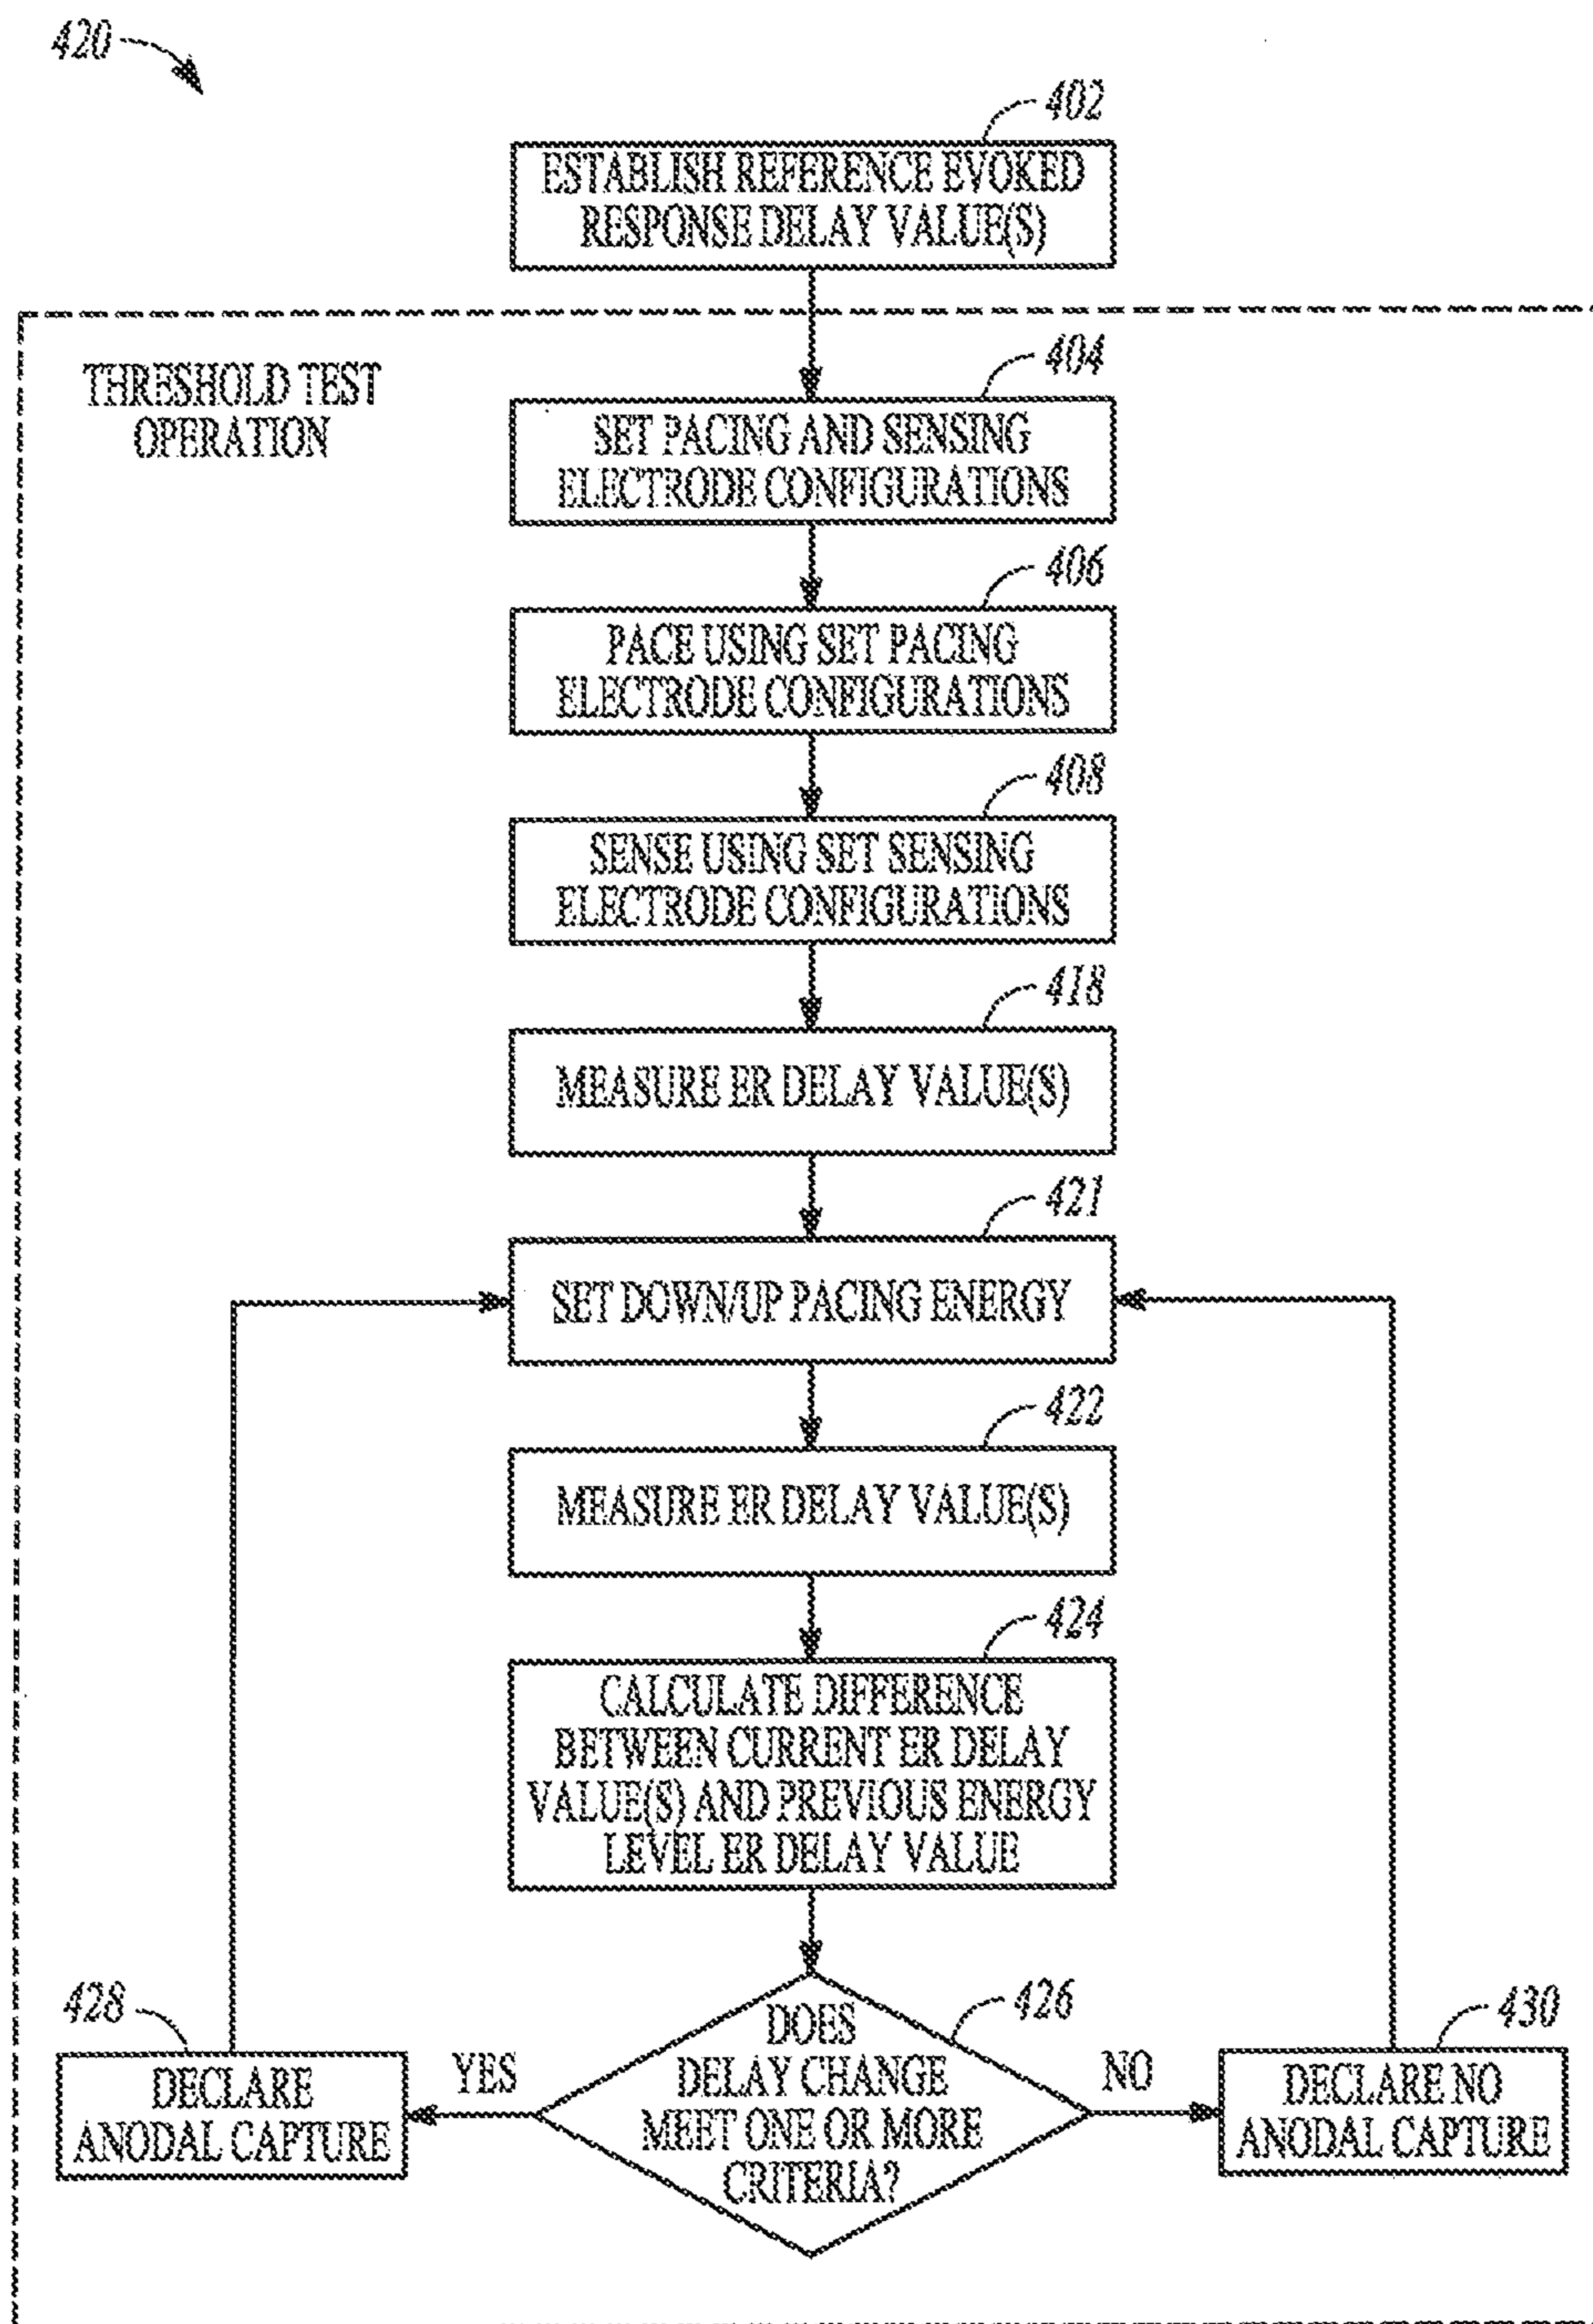 420
402
ESTABLISH REFERENCE EVOKED
RESPONSE DELAY VALUE(S)
THRESHOLD TEST
OPERATION
404
SET PACING AND SENSING
ELECTRODE CONFIGURATIONS
406
PACE USING SET PACING
ELECTRODE CONFIGURATIONS
408
SENSE USING SET SENSING
ELECTRODE CONFIGURATIONS
418
MEASURE ER DELAY VALUE(S)
421
SET DOWN/UP PACING ENERGY
422
MEASURE ER DELAY VALUE(S)
424
CALCULATE DIFFERENCE
BETWEEN CURRENT ER DELAY
VALUE(S) AND PREVIOUS ENERGY
LEVEL ER DELAY VALUE
426
DOES
DELAY CHANGE
MEET ONE OR MORE
CRITERIA?
YES
NO
428
DECLARE
ANODAL CAPTURE
430
DECLARE NO
ANODAL CAPTURE